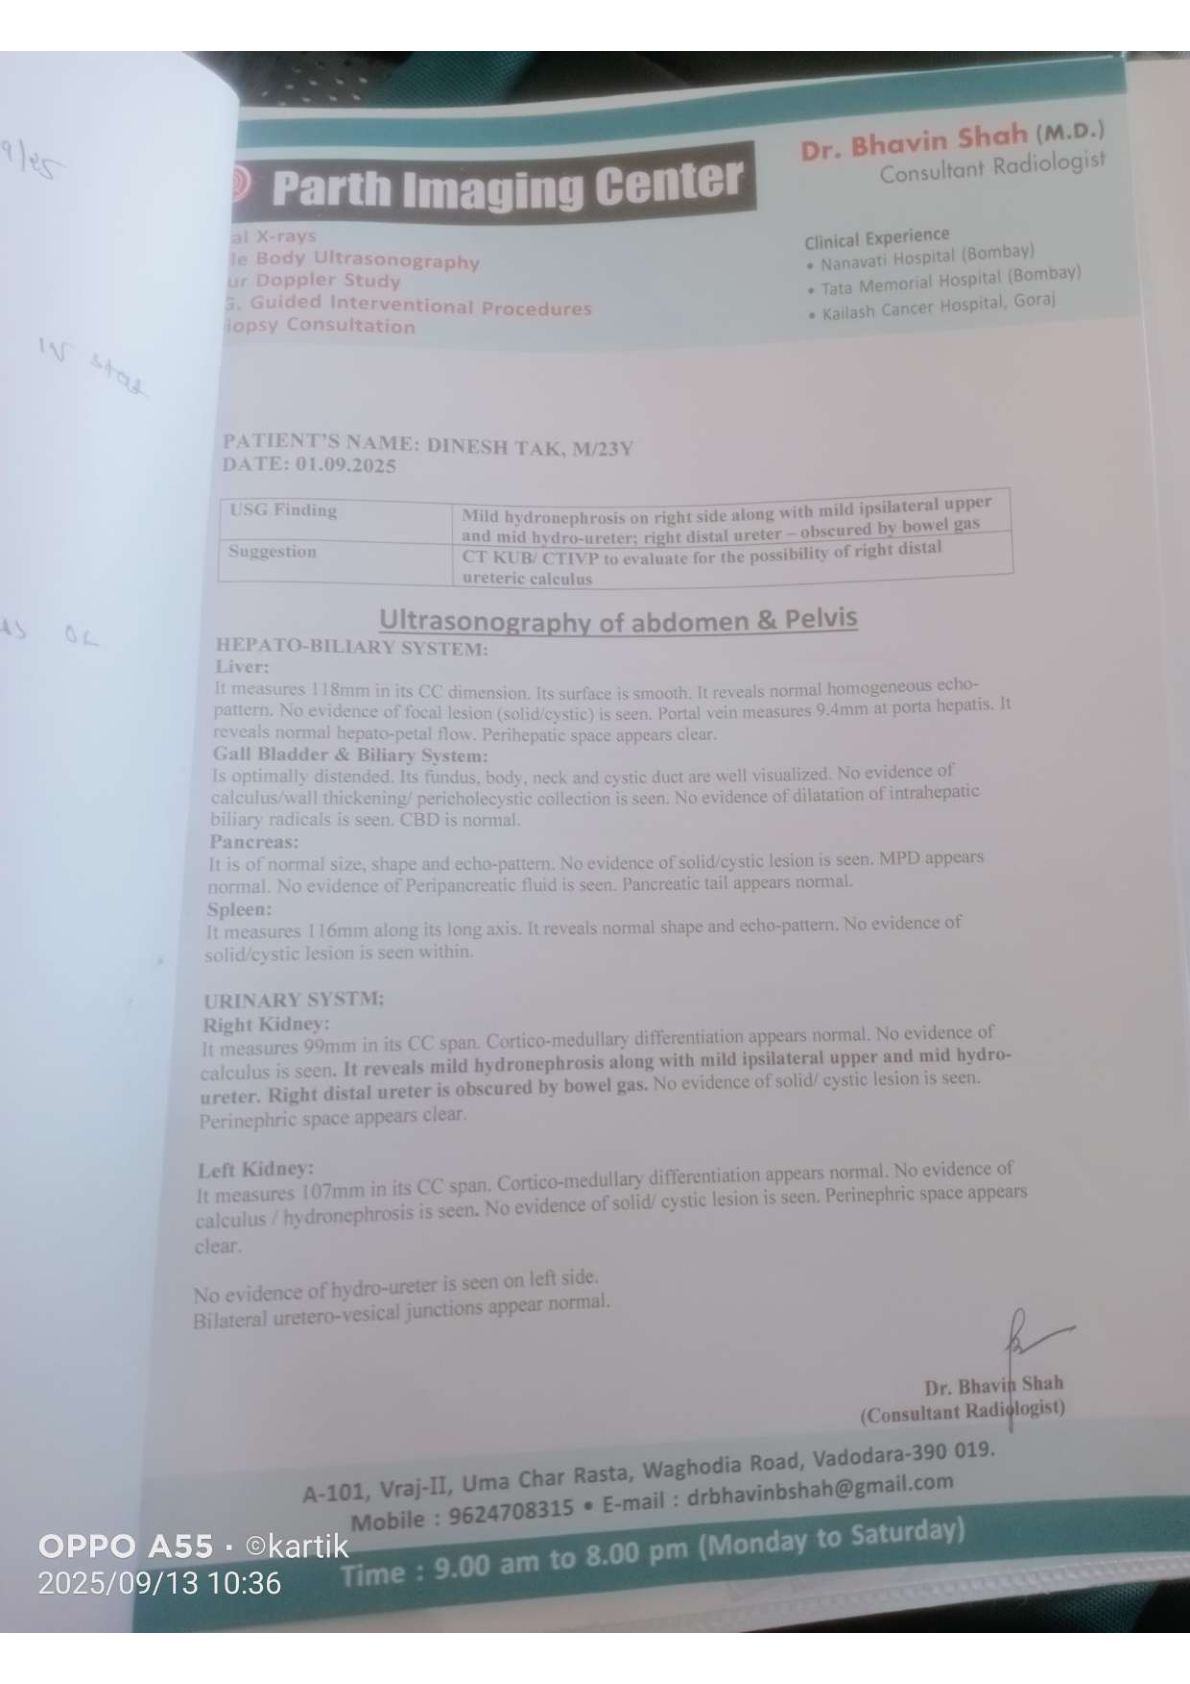 9/25
IV stat
OL
Parth Imaging Center
al X-rays
le Body Ultrasonography
ur Doppler Study
G. Guided Interventional Procedures
iopsy Consultation
Dr. Bhavin Shah (M.D.)
Consultant Radiologist
Clinical Experience
• Nanavati Hospital (Bombay)
• Tata Memorial Hospital (Bombay)
• Kailash Cancer Hospital, Goraj
PATIENT'S NAME: DINESH TAK, M/23Y
DATE: 01.09.2025
USG Finding
Mild hydronephrosis on right side along with mild ipsilateral upper
and mid hydro-ureter; right distal ureter – obscured by bowel gas
Suggestion
CT KUB/ CTIVP to evaluate for the possibility of right distal
ureteric calculus
Ultrasonography of abdomen & Pelvis
HEPATO-BILIARY SYSTEM:
Liver:
It measures 118mm in its CC dimension. Its surface is smooth. It reveals normal homogeneous echo-
pattern. No evidence of focal lesion (solid/cystic) is seen. Portal vein measures 9.4mm at porta hepatis. It
reveals normal hepato-petal flow. Perihepatic space appears clear.
Gall Bladder & Biliary System:
Is optimally distended. Its fundus, body, neck and cystic duct are well visualized. No evidence of
calculus/wall thickening/ pericholecystic collection is seen. No evidence of dilatation of intrahepatic
biliary radicals is seen. CBD is normal.
Pancreas:
It is of normal size, shape and echo-pattern. No evidence of solid/cystic lesion is seen. MPD appears
normal. No evidence of Peripancreatic fluid is seen. Pancreatic tail appears normal.
Spleen:
It measures 116mm along its long axis. It reveals normal shape and echo-pattern. No evidence of
solid/cystic lesion is seen within.
URINARY SYSTM:
Right Kidney:
It measures 99mm in its CC span. Cortico-medullary differentiation appears normal. No evidence of
calculus is seen. It reveals mild hydronephrosis along with mild ipsilateral upper and mid hydro-
ureter. Right distal ureter is obscured by bowel gas. No evidence of solid/ cystic lesion is seen.
Perinephric space appears clear.
Left Kidney:
It measures 107mm in its CC span. Cortico-medullary differentiation appears normal. No evidence of
calculus / hydronephrosis is seen. No evidence of solid/ cystic lesion is seen. Perinephric space appears
clear.
No evidence of hydro-ureter is seen on left side.
Bilateral uretero-vesical junctions appear normal.
Dr. Bhavin Shah
(Consultant Radiologist)
A-101, Vraj-II, Uma Char Rasta, Waghodia Road, Vadodara-390 019.
Mobile : 9624708315 • E-mail : drbhavinbshah@gmail.com
Time : 9.00 am to 8.00 pm (Monday to Saturday)
OPPO A55 · ©kartik
2025/09/13 10:36